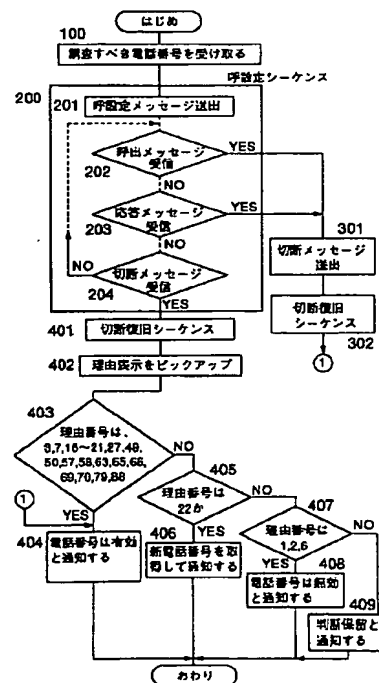 はじめ
100
調査すべき電話番号を受け取る
呼設定シーケンス
200
201
呼設定メッセージ送出
呼出メッセージ
受信
YES
202
NO
応答メッセージ
受信
YES
203
NO
301
切断メッセージ
送出
切断メッセージ
受信
NO
204
YES
切断復旧
シーケンス
302
1
401
切断復旧シーケンス
402
理由表示をピックアップ
403
理由番号は、
50,57,58,63,65,68,
69,70,79,88
NO
1
YES
405
理由番号は
22か
NO
407
理由番号は
NO
404
電話番号は有効
と通知する
406
YES
新電話番号を取
得して通知する
YES
408
電話番号は無効
と通知する
409
判断保留と
通知する
おわり